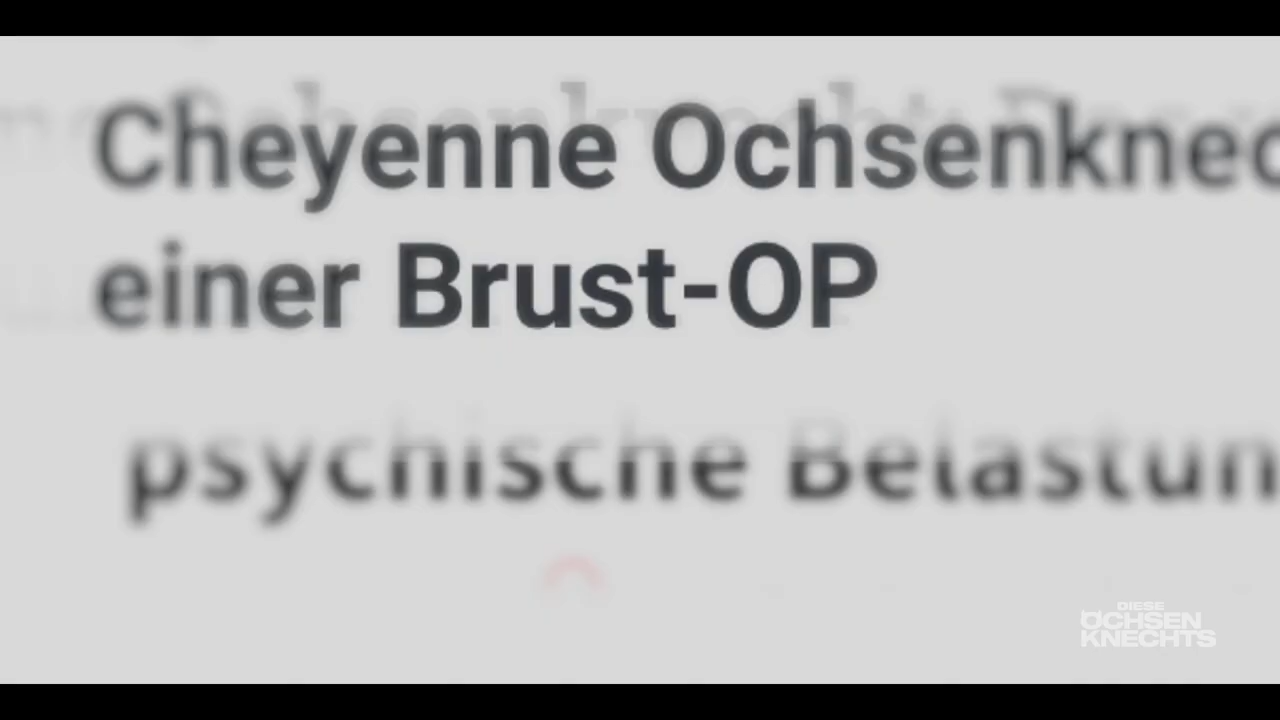 Cheyenne Ochsenknec
einer Brust-OP
psychische Belastun
DIESE
OCHSEN
KNECHTS